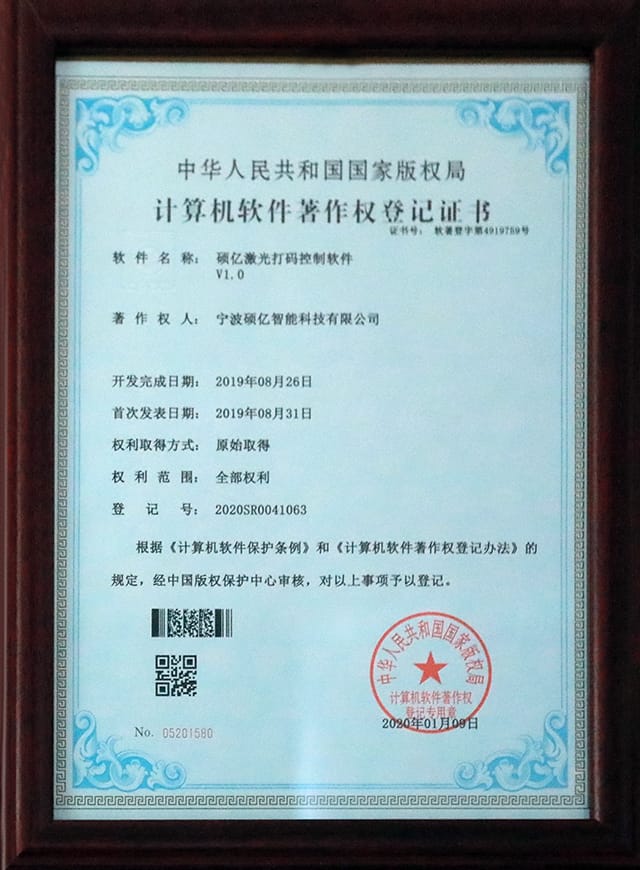 中华人民共和国国家版权局
计算机软件著作权登记证书
证书号： 软著登字第4919759号
软件名称： 硕亿激光打码控制软件
V1.0
著作权人： 宁波硕亿智能科技有限公司
开发完成日期： 2019年08月26日
首次发表日期： 2019年08月31日
权利取得方式： 原始取得
权利范围： 全部权利
登记号： 2020SR0041063
根据《计算机软件保护条例》和《计算机软件著作权登记办法》的
规定，经中国版权保护中心审核，对以上事项予以登记。
中华人民共和国国家版权局
计算机软件著作权
登记专用章
2020年01月09日
No. 05201580